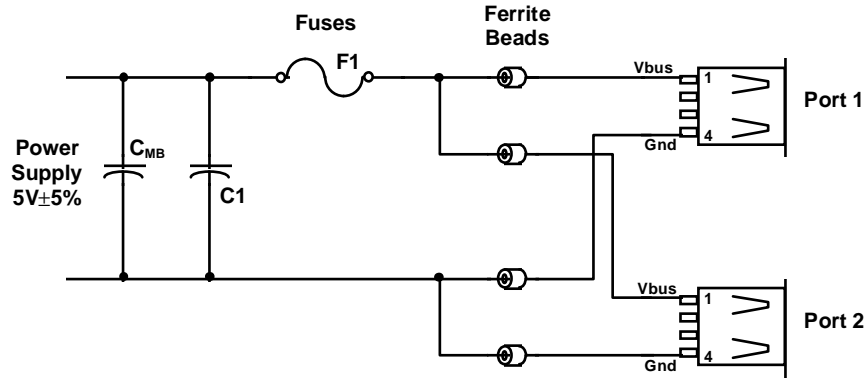 Fuses
F1
Ferrite
Beads
Vbus
1
4
Gnd
Port 1
Power
Supply
5V±5%
CMB
C1
Vbus
1
4
Gnd
Port 2